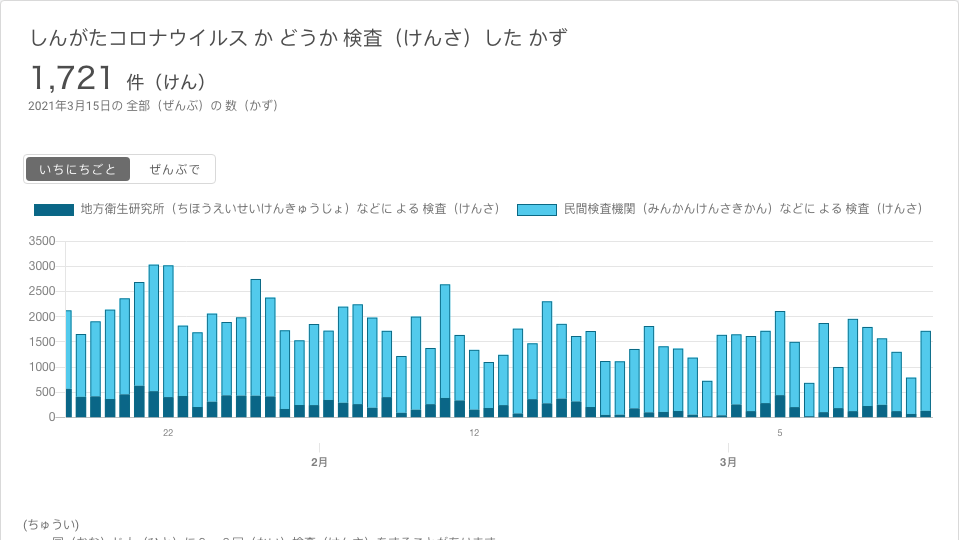 しんがたコロナウイルス か どうか 検査（けんさ）した かず
1,721 件（けん）
2021年3月15日の 全部（ぜんぶ）の 数（かず）
いちにちごと ぜんぶで
地方衛生研究所（ちほうえいせいけんきゅうじょ）などに よる 検査（けんさ） 民間検査機関（みんかんけんさきかん）などに よる 検査（けんさ）
3500
3000
2500
2000
1500
1000
500
0
22 12 5
2月 3月
(ちゅうい)